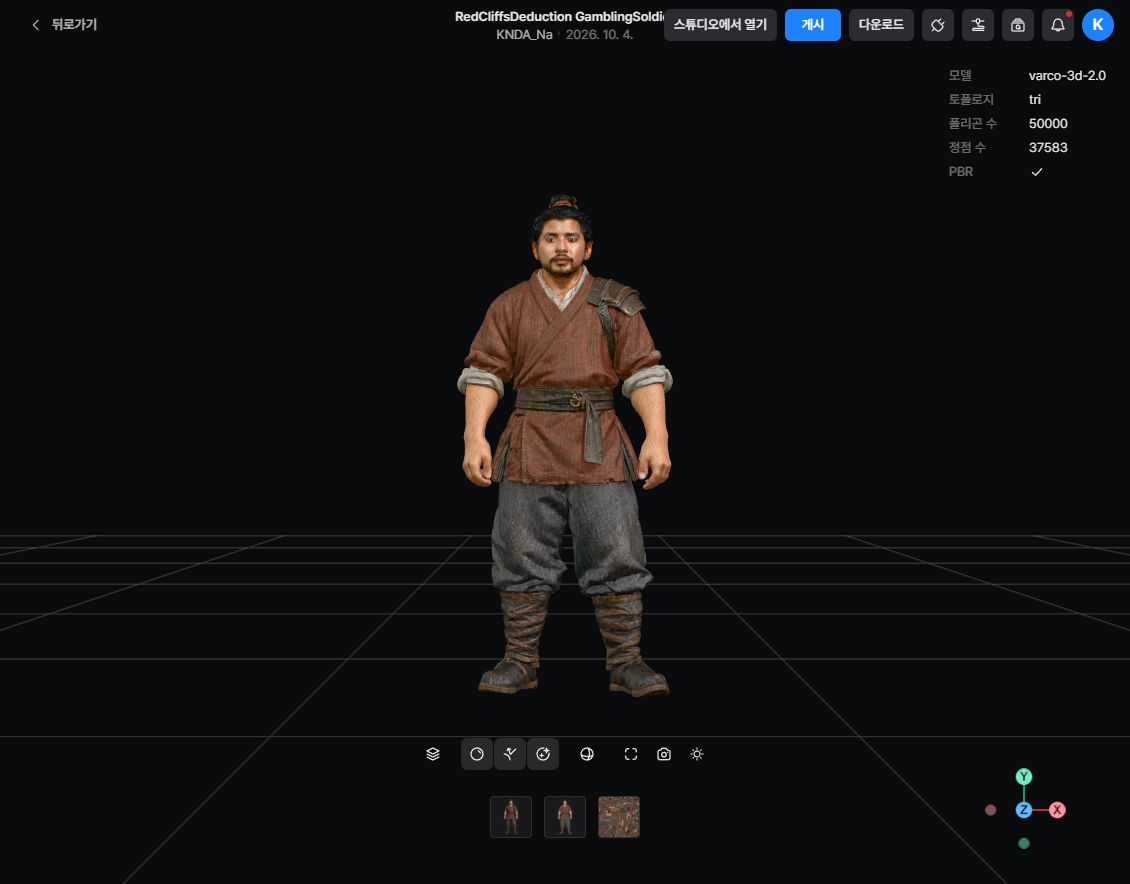 뒤로가기
RedCliffsDeduction GamblingSoldi
KNDA_Na · 2026. 10. 4.
스튜디오에서 열기
게시
다운로드
K
모델 varco-3d-2.0
토폴로지 tri
폴리곤 수 50000
정점 수 37583
PBR
Y
Z
X